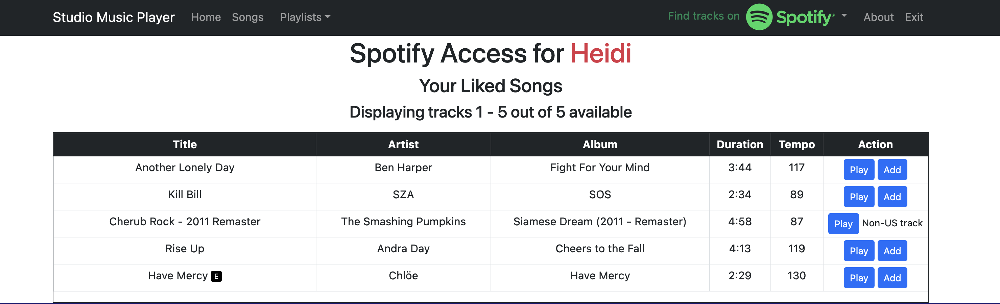 Studio Music Player Home Songs Playlists Find tracks on Spotify® About Exit
Spotify Access for Heidi
Your Liked Songs
Displaying tracks 1 - 5 out of 5 available
Title Artist Album Duration Tempo Action
Another Lonely Day Ben Harper Fight For Your Mind 3:44 117 Play Add
Kill Bill SZA SOS 2:34 89 Play Add
Cherub Rock - 2011 Remaster The Smashing Pumpkins Siamese Dream (2011 - Remaster) 4:58 87 Play Non-US track
Rise Up Andra Day Cheers to the Fall 4:13 119 Play Add
Have Mercy E Chlöe Have Mercy 2:29 130 Play Add